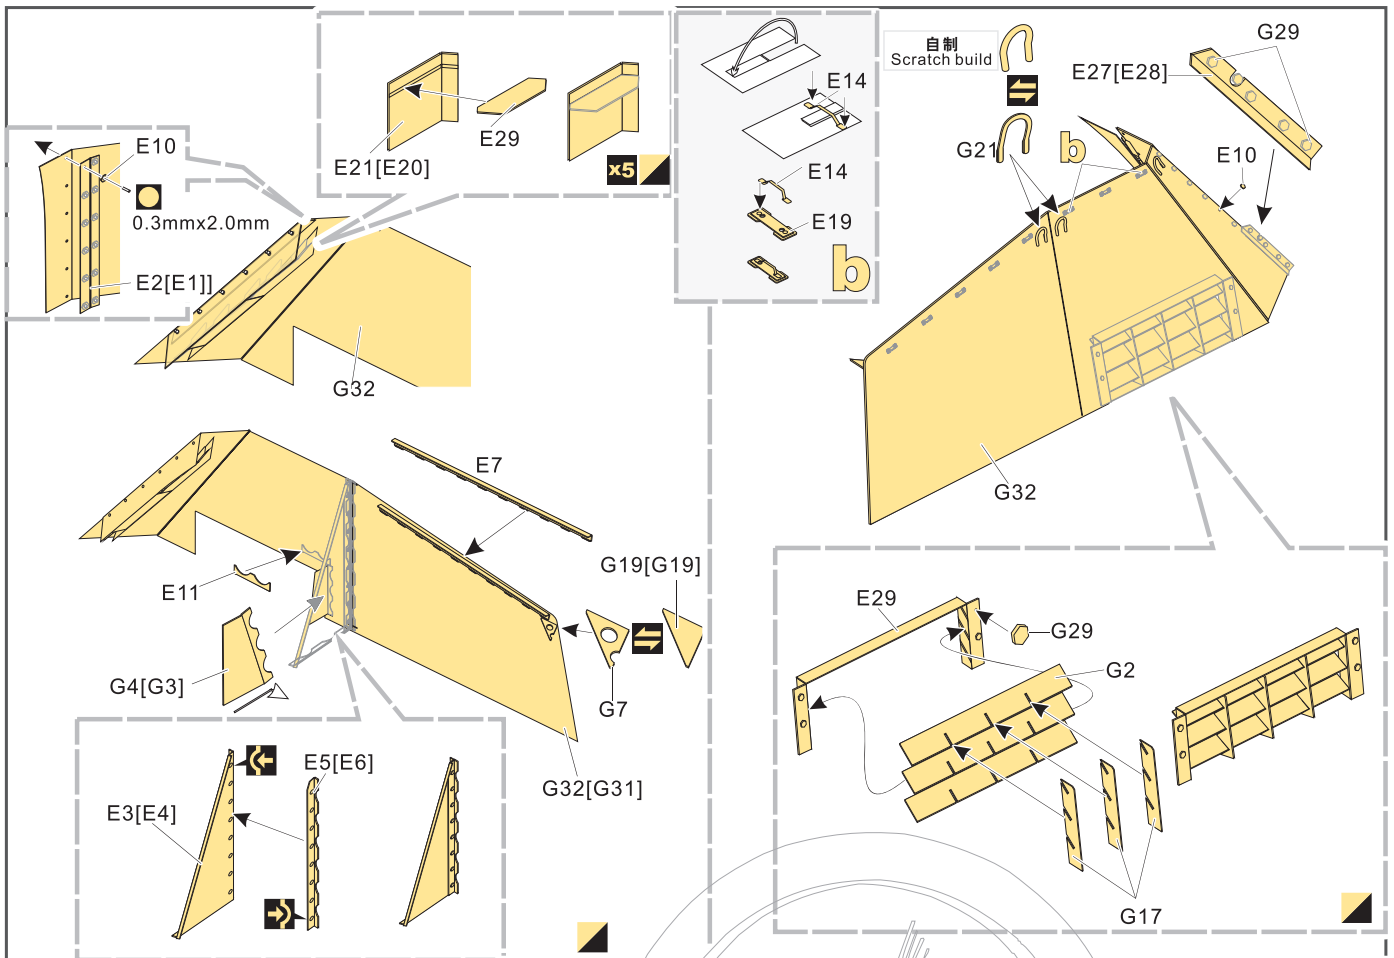 E10
0.3mmx2.0mm
E2[E1]]
E21[E20]
E29
x5
G32
E14
E14
E19
b
自制
Scratch build
G21
b
E27[E28]
G29
E10
G32
E7
E11
G19[G19]
G4[G3]
G7
G32[G31]
E3[E4]
E5[E6]
E29
G29
G2
G17